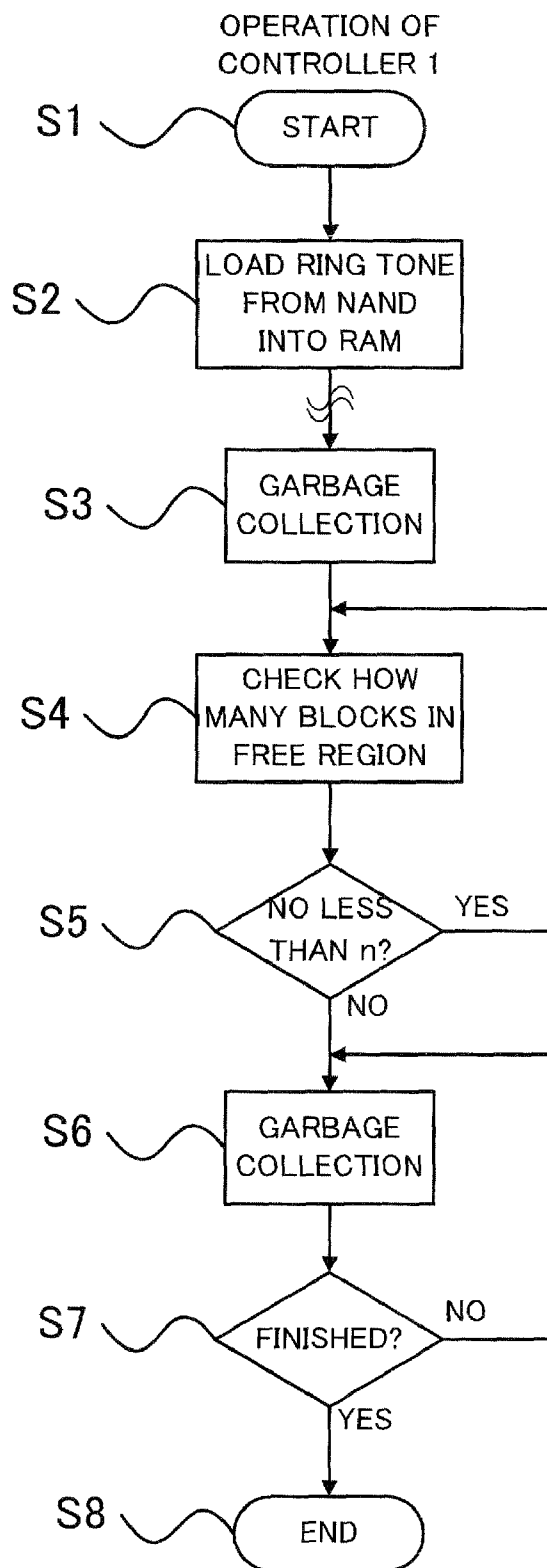 OPERATION OF
CONTROLLER 1
S1
START
S2
LOAD RING TONE
FROM NAND
INTO RAM
S3
GARBAGE
COLLECTION
S4
CHECK HOW
MANY BLOCKS IN
FREE REGION
S5
NO LESS
THAN n?
YES
NO
S6
GARBAGE
COLLECTION
S7
FINISHED?
NO
YES
S8
END